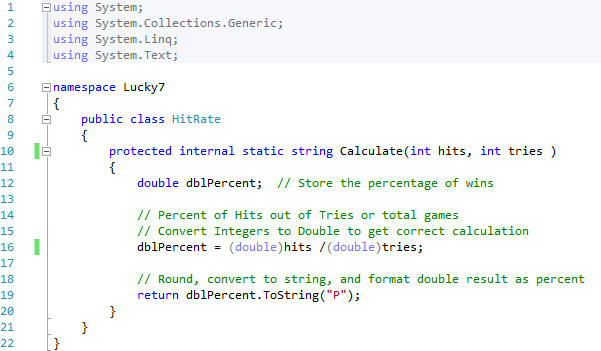 1 using System;
2 using System.Collections.Generic;
3 using System.Linq;
4 using System.Text;
5
6 namespace Lucky7
7 {
8     public class HitRate
9     {
10         protected internal static string Calculate(int hits, int tries )
11         {
12             double dblPercent;  // Store the percentage of wins
13
14             // Percent of Hits out of Tries or total games
15             // Convert Integers to Double to get correct calculation
16             dblPercent = (double)hits /(double)tries;
17
18             // Round, convert to string, and format double result as percent
19             return dblPercent.ToString("P");
20         }
21     }
22 }